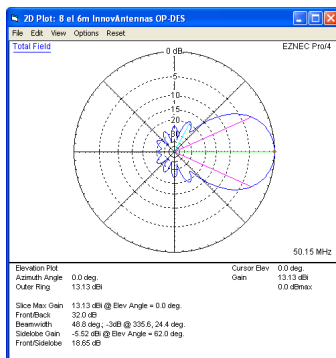 2D Plot: 8 el 6m InnovAntennas OP-DES
File Edit View Options Reset
Total Field
EZNEC Pro/4
0 dB
-5
-10
-15
-20
-30
50.15 MHz
Elevation Plot
Azimuth Angle 0.0 deg.
Outer Ring 13.13 dBi
Cursor Elev 0.0 deg.
Gain 13.13 dBi
0.0 dBmax
Slice Max Gain 13.13 dBi @ Elev Angle = 0.0 deg.
Front/Back 32.0 dB
Beamwidth 48.8 deg.; -3dB @ 335.6, 24.4 deg.
Sidelobe Gain -5.52 dBi @ Elev Angle = 62.0 deg.
Front/Sidelobe 18.65 dB